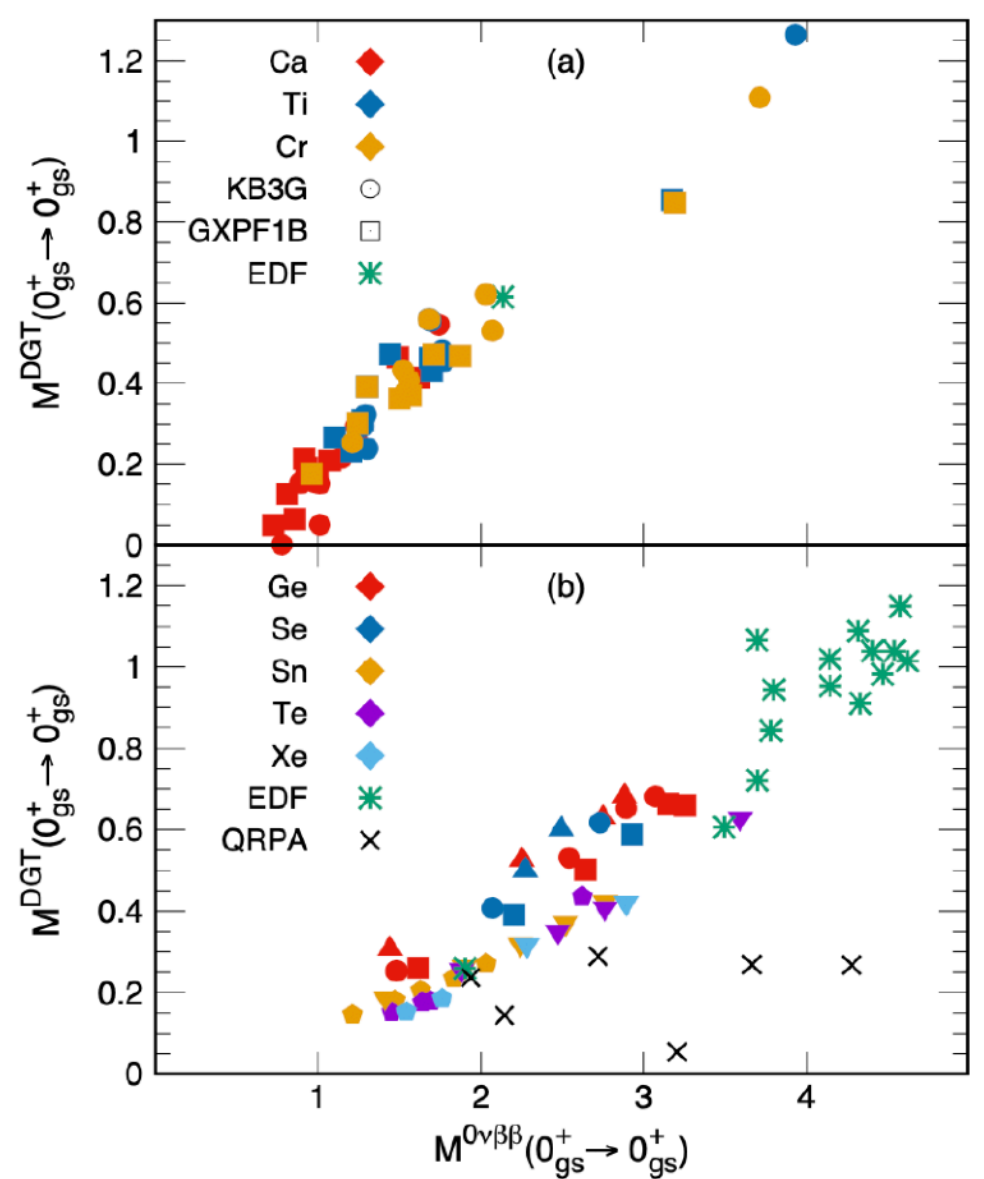 (a)
Ca
Ti
Cr
KB3G
GXPF1B
EDF
1.2
1
0.8
0.6
0.4
0.2
0
M^DGT(0^+_gs→ 0^+_gs)
(b)
Ge
Se
Sn
Te
Xe
EDF
QRPA
1.2
1
0.8
0.6
0.4
0.2
0
M^DGT(0^+_gs→ 0^+_gs)
1 2 3 4
M^0νββ(0^+_gs→ 0^+_gs)